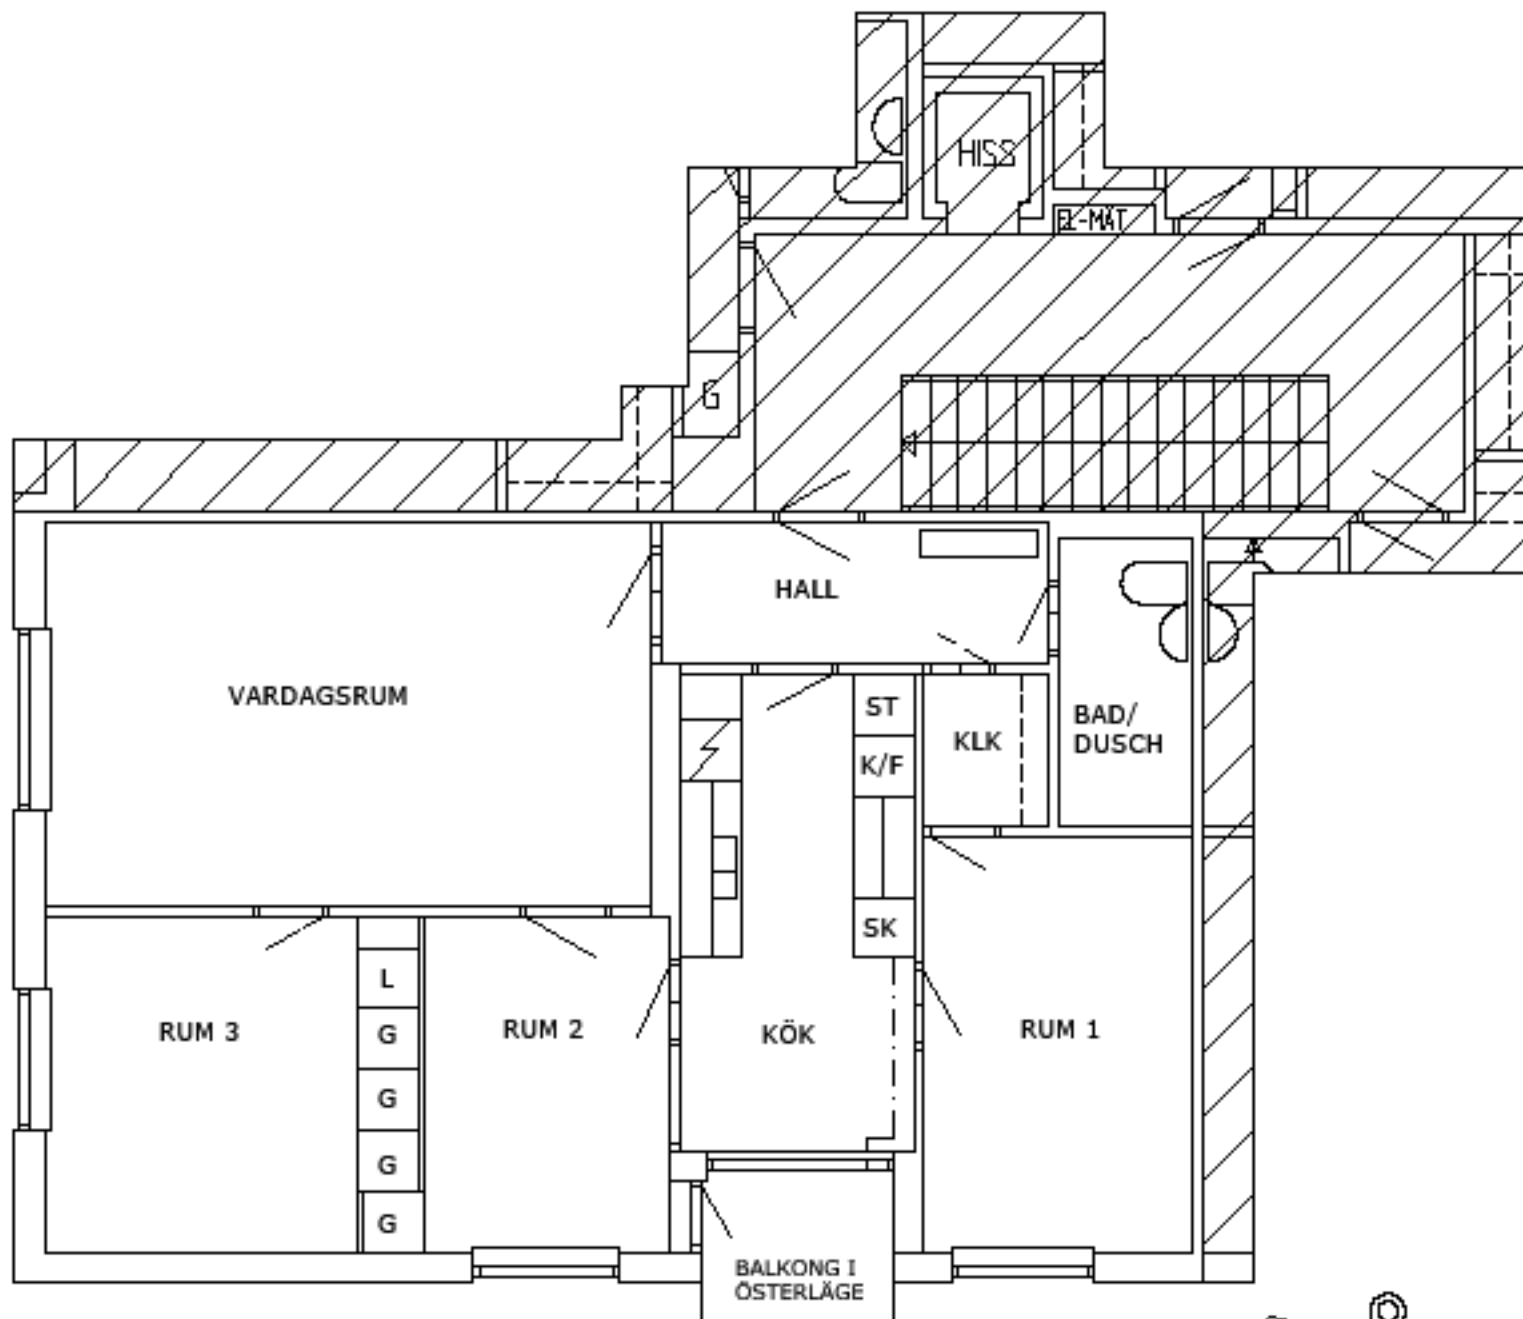 HISS
EL-MÄT
G
HALL
VARDAGSRUM
ST
K/F
KLK
BAD/
DUSCH
SK
L
G
G
G
G
RUM 3
RUM 2
KÖK
RUM 1
BALKONG I
ÖSTERLÄGE